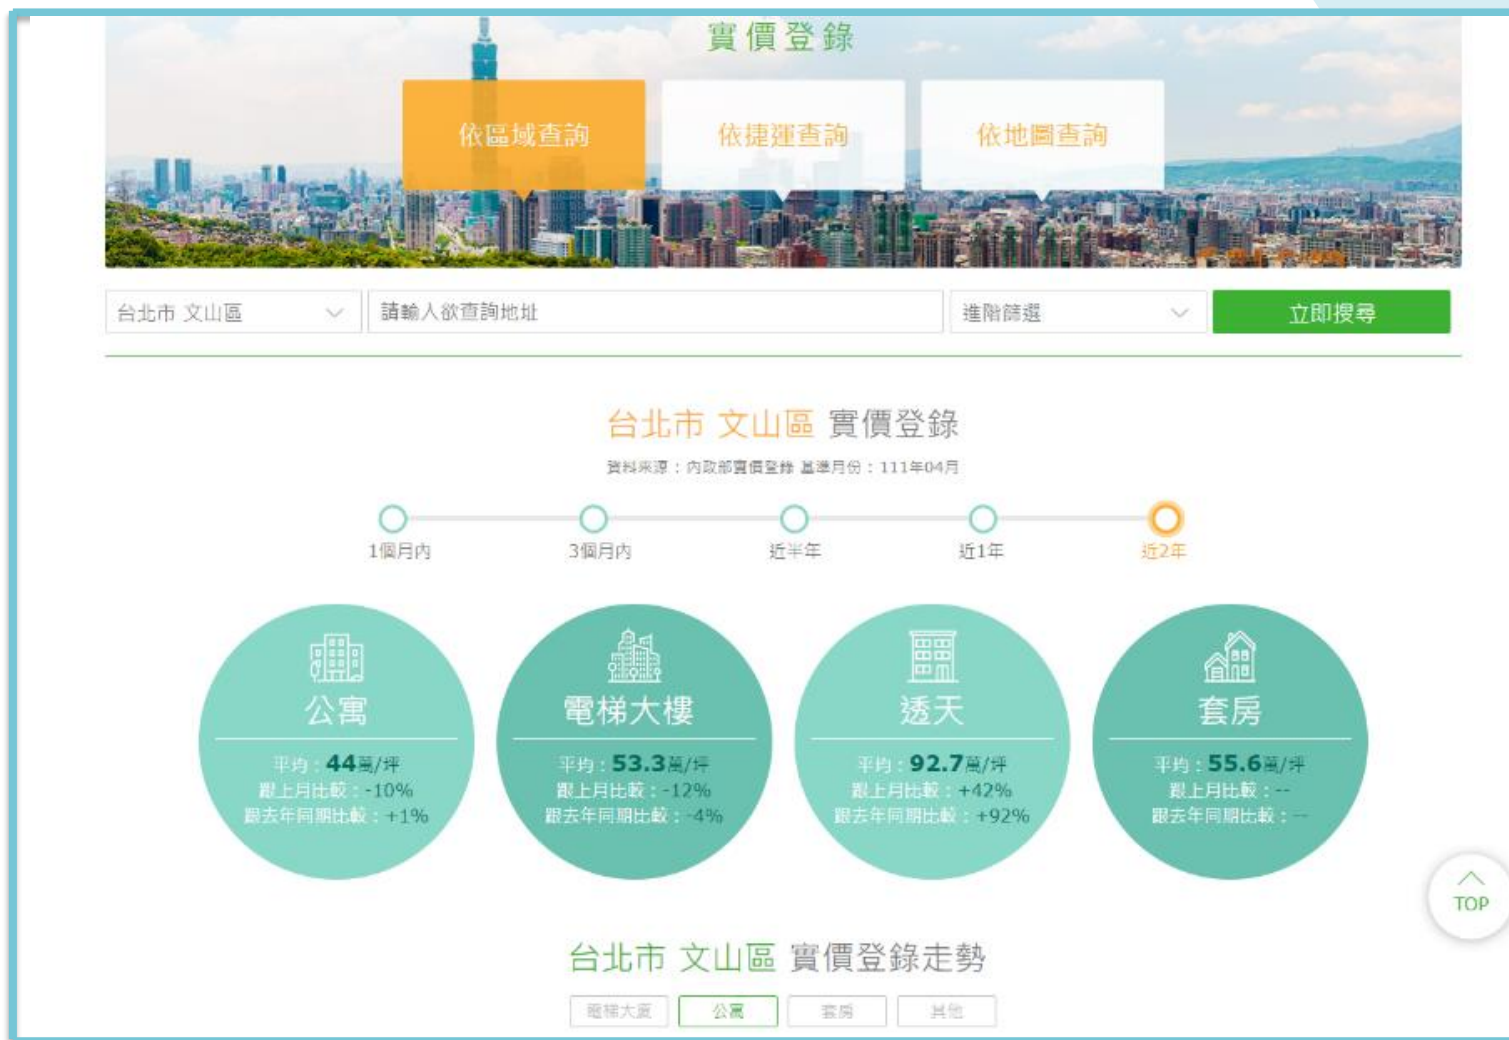 實價登錄
依區域查詢
依捷運查詢
依地圖查詢
台北市 文山區
請輸入欲查詢地址
進階篩選
立即搜尋
台北市 文山區 實價登錄
資料來源：內政部實價登錄 基準月份：111年04月
1個月內
3個月內
近半年
近1年
近2年
公寓
平均：44萬/坪
跟上月比較：-10%
跟去年同期比較：+1%
電梯大樓
平均：53.3萬/坪
跟上月比較：-12%
跟去年同期比較：-4%
透天
平均：92.7萬/坪
跟上月比較：+42%
跟去年同期比較：+92%
套房
平均：55.6萬/坪
跟上月比較：--
跟去年同期比較：--
TOP
台北市 文山區 實價登錄走勢
電梯大廈
公寓
套房
其他